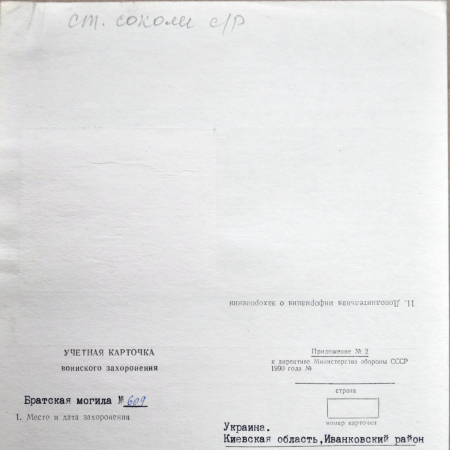 ст. соколи с/р
11. Дополнительная информация о захоронении
УЧЕТНАЯ КАРТОЧКА
воинского захоронения
Приложение № 2
к директиве Министерства обороны СССР
1990 года №
страна
номер карточки
Братская могила № 609
1. Место и дата захоронения
Украина.
Киевская область,Иванковский район